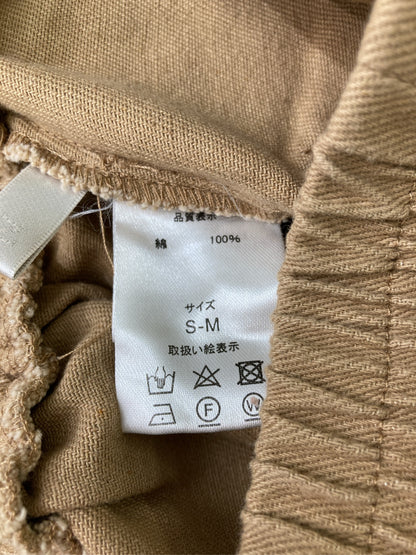 品質表示
綿 100%
サイズ
S-M
取扱い絵表示
F W